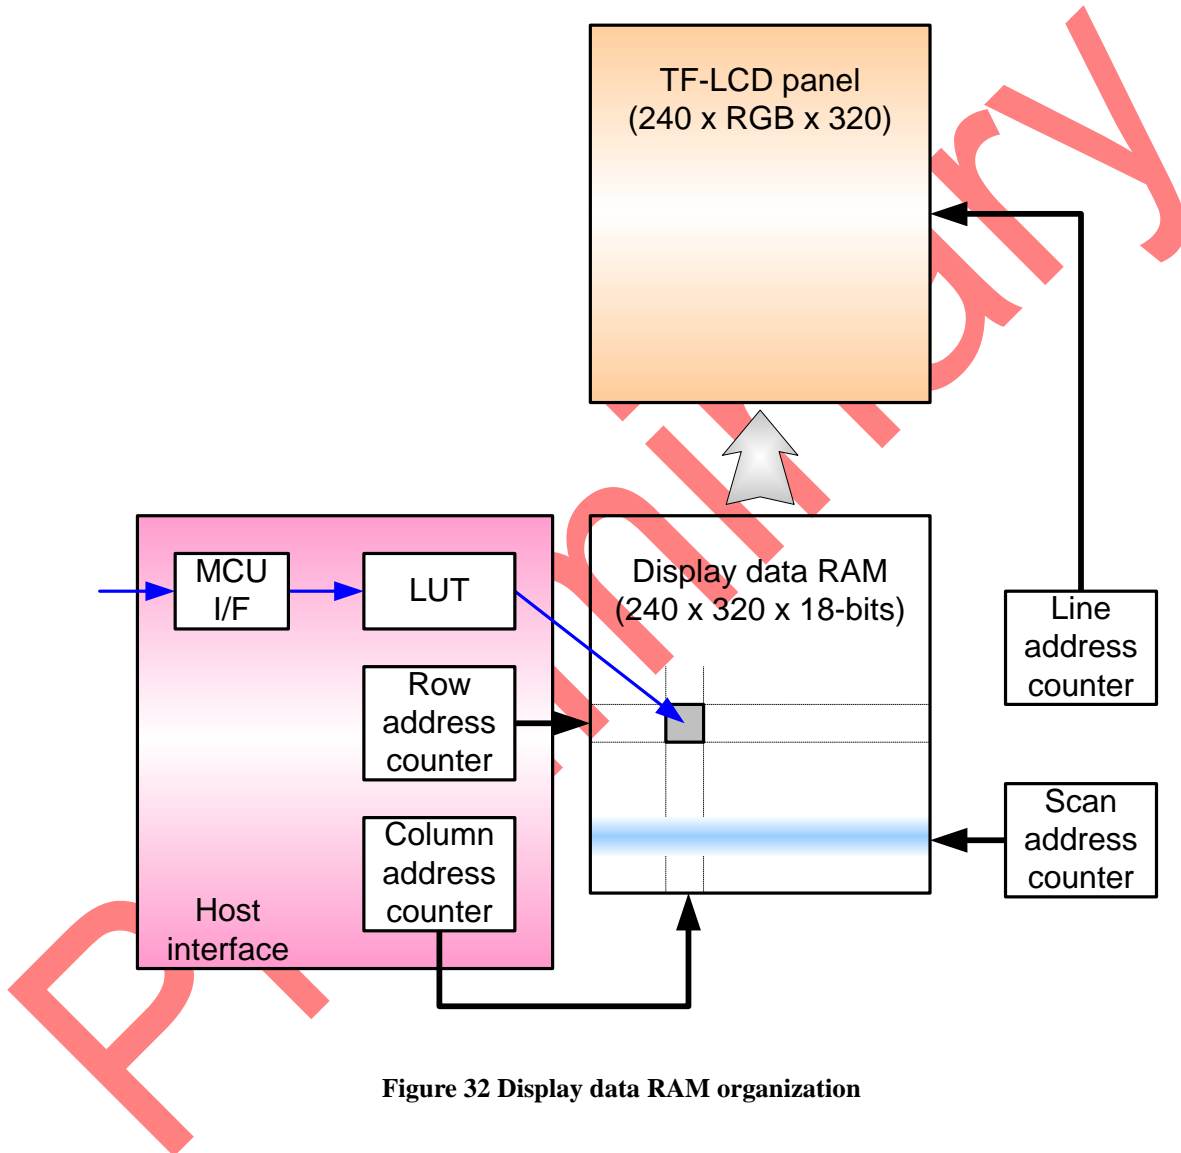 TF-LCD panel
(240 x RGB x 320)
MCU
I/F
LUT
Display data RAM
(240 x 320 x 18-bits)
Line
address
counter
Row
address
counter
Scan
address
counter
Column
address
counter
Host
interface
Preliminary
Figure 32 Display data RAM organization